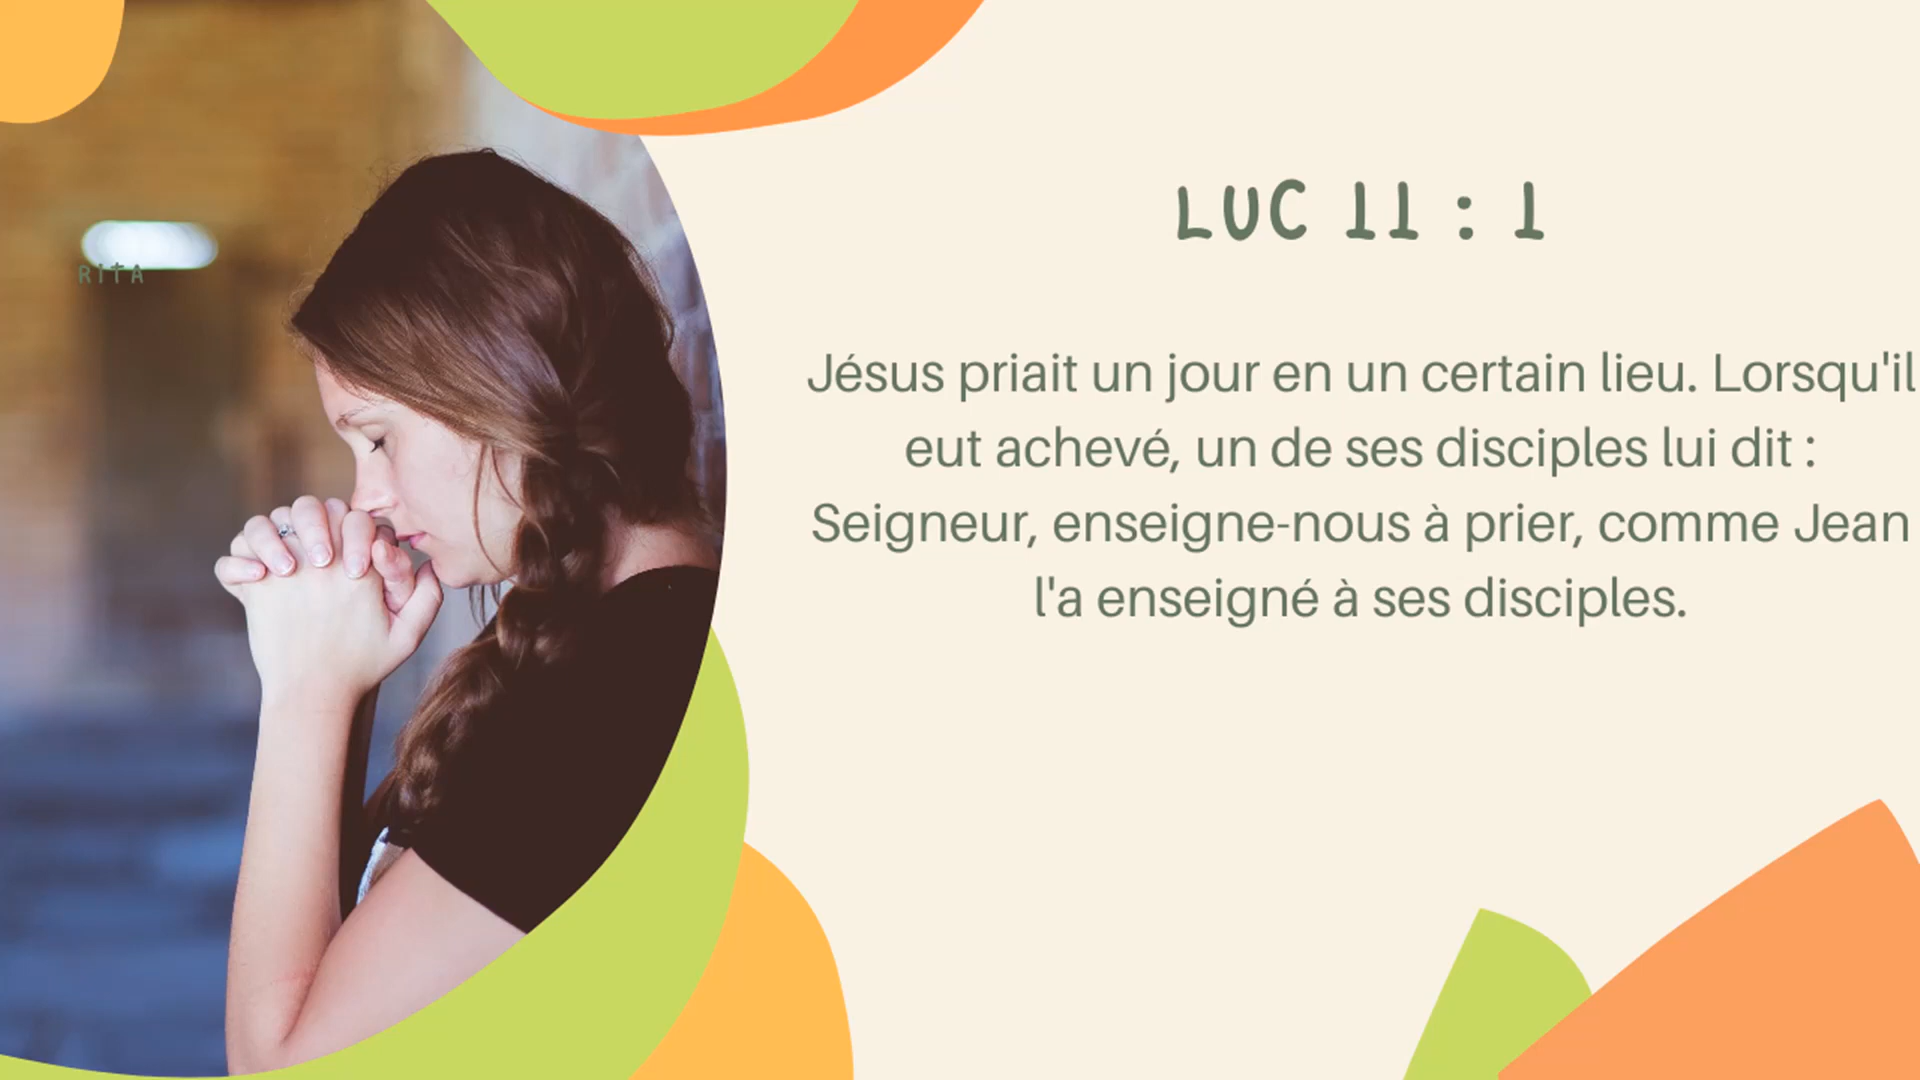 RITA
LUC 11 : 1
Jésus priait un jour en un certain lieu. Lorsqu'il
eut achevé, un de ses disciples lui dit :
Seigneur, enseigne-nous à prier, comme Jean
l'a enseigné à ses disciples.